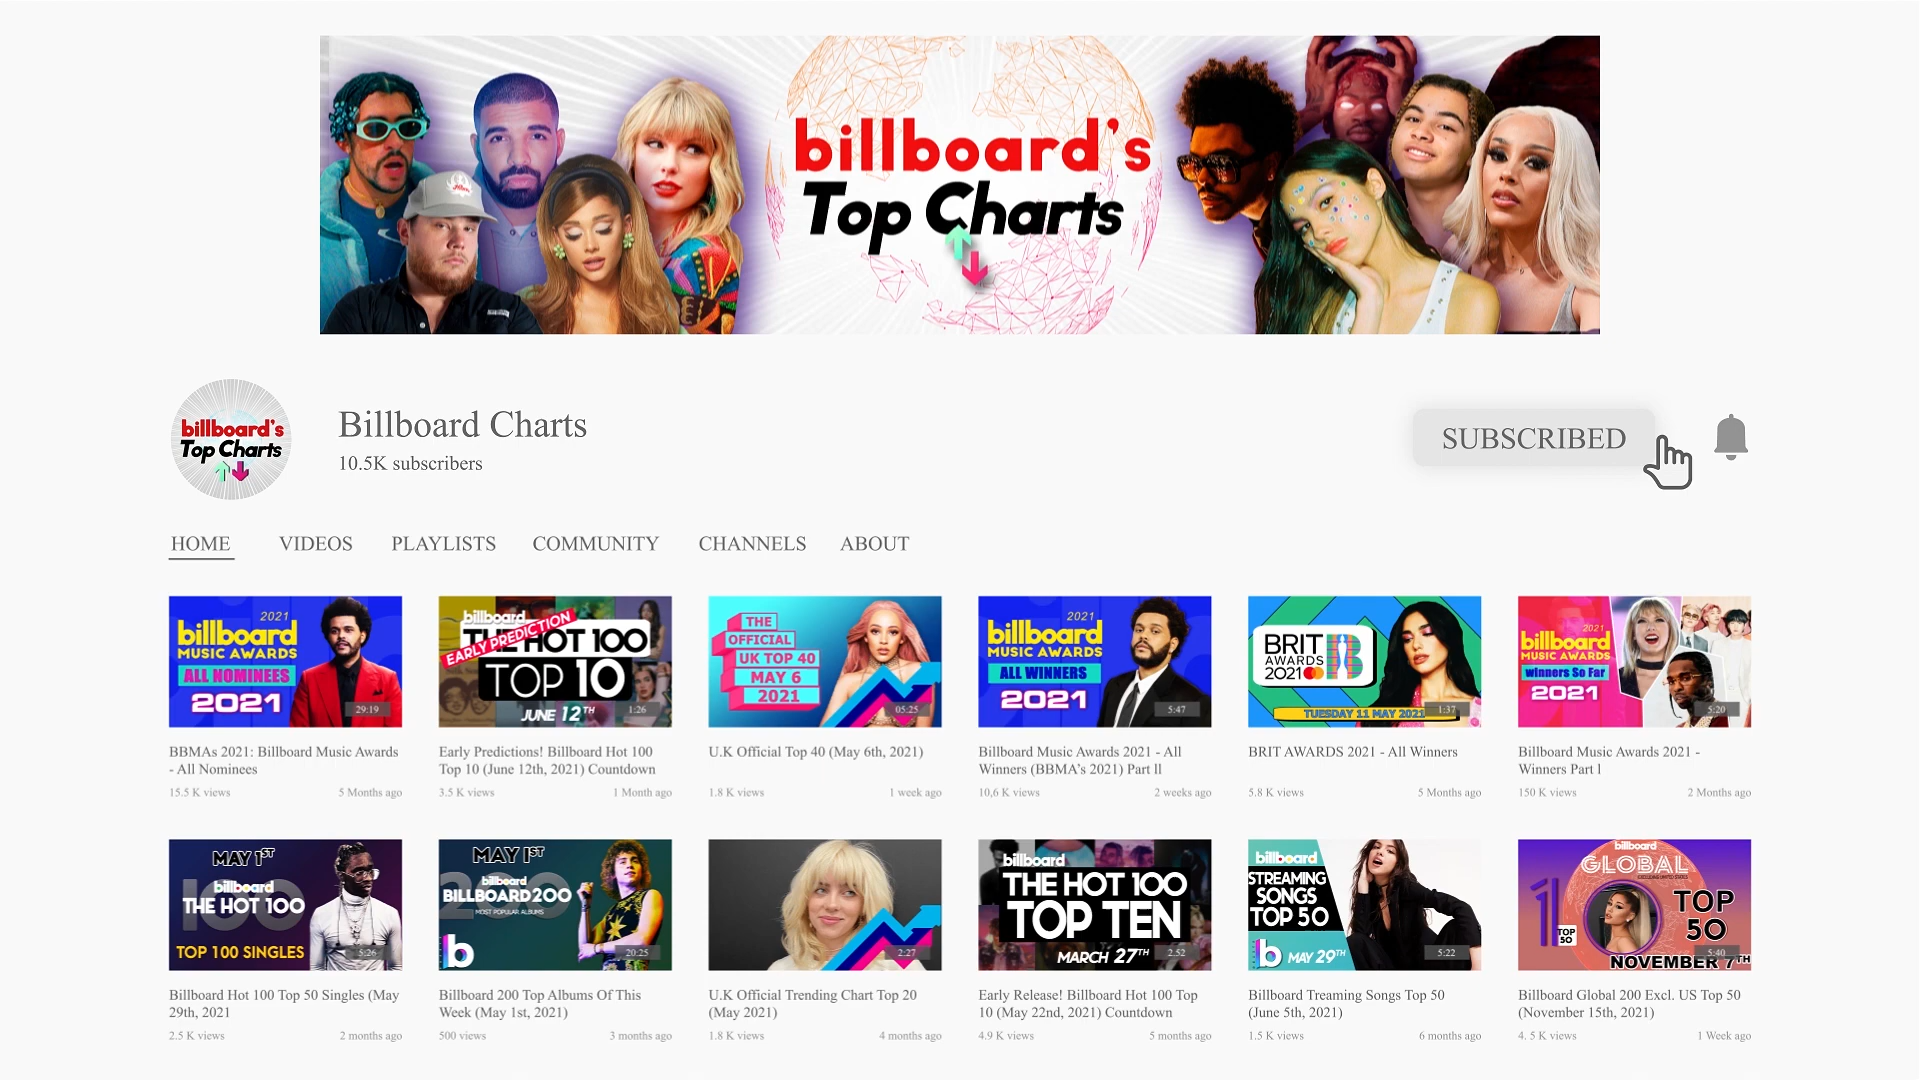 billboard's
Top Charts
billboard's
Top Charts
Billboard Charts
10.5K subscribers
SUBSCRIBED
HOME VIDEOS PLAYLISTS COMMUNITY CHANNELS ABOUT
2021
billboard
MUSIC AWARDS
ALL NOMINEES
2021
29:19
billboard
THE HOT 100
EARLY PREDICTION
TOP 10
JUNE 12TH
1:26
THE
OFFICIAL
UK TOP 40
MAY 6
2021
05:25
2021
billboard
MUSIC AWARDS
ALL WINNERS
2021
5:47
BRIT
AWARDS
2021
TUESDAY 11 MAY 2021
1:37
2021
billboard
MUSIC AWARDS
winners So Far
2021
5:20
BBMAs 2021: Billboard Music Awards
- All Nominees
15.5 K views 5 Months ago
Early Predictions! Billboard Hot 100
Top 10 (June 12th, 2021) Countdown
3.5 K views 1 Month ago
U.K Official Top 40 (May 6th, 2021)
1.8 K views 1 week ago
Billboard Music Awards 2021 - All
Winners (BBMA's 2021) Part ll
10,6 K views 2 weeks ago
BRIT AWARDS 2021 - All Winners
5.8 K views 5 Months ago
Billboard Music Awards 2021 -
Winners Part l
150 K views 2 Months ago
MAY 1ST
100
billboard
THE HOT 100
TOP 100 SINGLES
5:26
MAY 1ST
200
billboard
BILLBOARD 200
MOST POPULAR ALBUMS
b
20:25
2:27
billboard
THE HOT 100
TOP TEN
MARCH 27TH
2.52
billboard
STREAMING
SONGS
TOP 50
b MAY 29TH
5:22
billboard
GLOBAL
EXCLUDING UNITED STATES
TOP
50
TOP
50
5:40
NOVEMBER 7TH
Billboard Hot 100 Top 50 Singles (May
29th, 2021
2.5 K views 2 months ago
Billboard 200 Top Albums Of This
Week (May 1st, 2021)
500 views 3 months ago
U.K Official Trending Chart Top 20
(May 2021)
1.8 K views 4 months ago
Early Release! Billboard Hot 100 Top
10 (May 22nd, 2021) Countdown
4.9 K views 5 months ago
Billboard Treaming Songs Top 50
(June 5th, 2021)
1.5 K views 6 months ago
Billboard Global 200 Excl. US Top 50
(November 15th, 2021)
4. 5 K views 1 Week ago